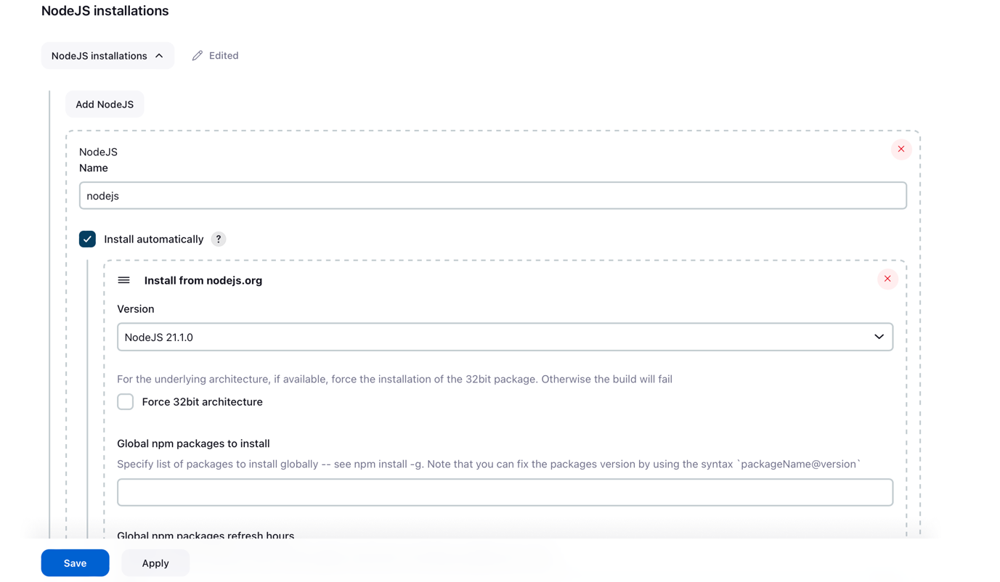 NodeJS installations
NodeJS installations
Edited
Add NodeJS
NodeJS
Name
nodejs
Install automatically ?
Install from nodejs.org
Version
NodeJS 21.1.0
For the underlying architecture, if available, force the installation of the 32bit package. Otherwise the build will fail
Force 32bit architecture
Global npm packages to install
Specify list of packages to install globally -- see npm install -g. Note that you can fix the packages version by using the syntax `packageName@version`
Global npm packages refresh hours
Save
Apply